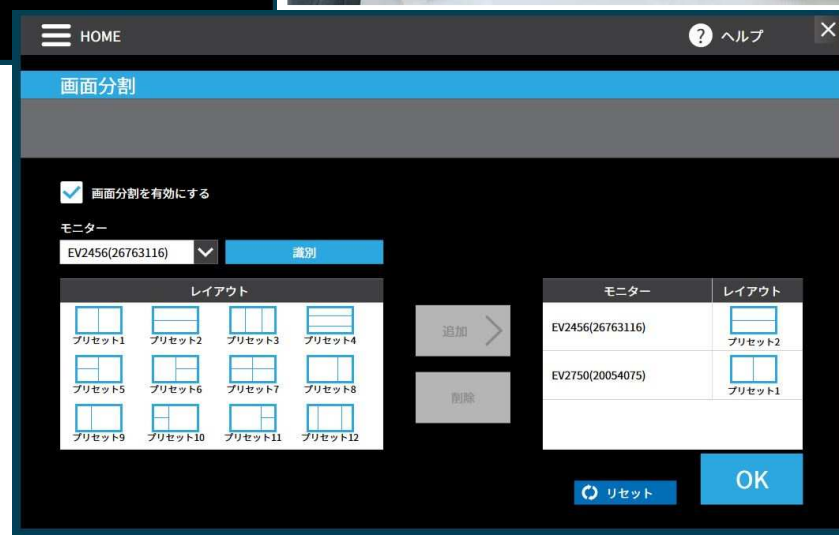 HOME
? ヘルプ
画面分割
画面分割を有効にする
モニター
EV2456(26763116)
識別
レイアウト
プリセット1 プリセット2 プリセット3 プリセット4
プリセット5 プリセット6 プリセット7 プリセット8
プリセット9 プリセット10 プリセット11 プリセット12
追加
削除
モニター レイアウト
EV2456(26763116)
プリセット2
EV2750(20054075)
プリセット1
リセット
OK